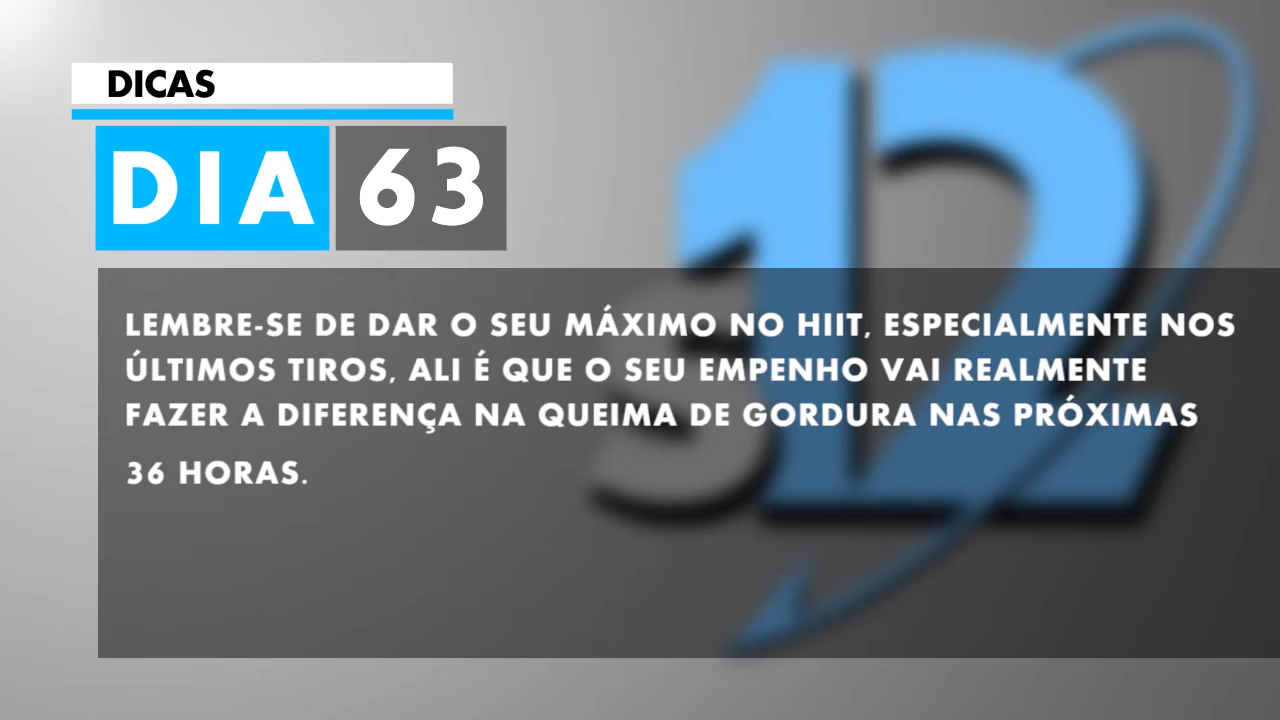 DICAS
DIA 63
LEMBRE-SE DE DAR O SEU MÁXIMO NO HIIT, ESPECIALMENTE NOS
ÚLTIMOS TIROS, ALI É QUE O SEU EMPENHO VAI REALMENTE
FAZER A DIFERENÇA NA QUEIMA DE GORDURA NAS PRÓXIMAS
36 HORAS.
S12